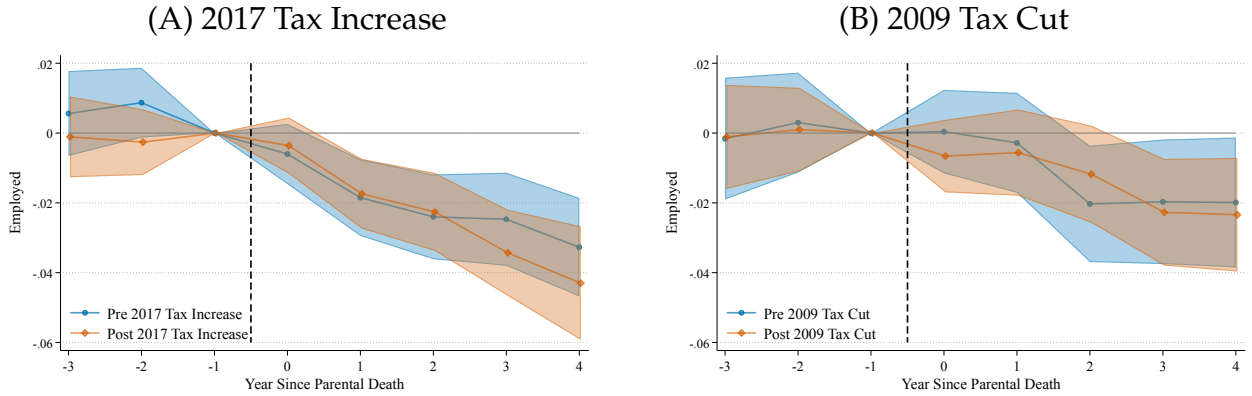 (A) 2017 Tax Increase
.02
0
-.02
-.04
-.06
Employed
Pre 2017 Tax Increase
Post 2017 Tax Increase
-3 -2 -1 0 1 2 3 4
Year Since Parental Death
(B) 2009 Tax Cut
.02
0
-.02
-.04
-.06
Employed
Pre 2009 Tax Cut
Post 2009 Tax Cut
-3 -2 -1 0 1 2 3 4
Year Since Parental Death